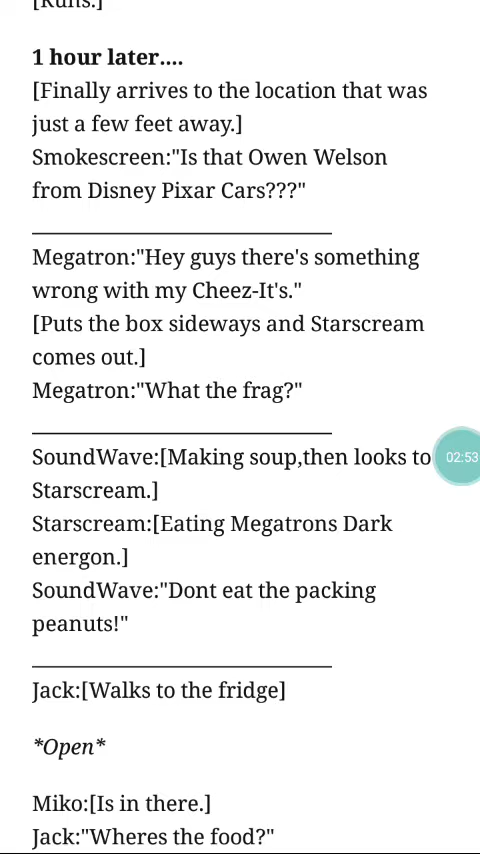 [Runs.]
1 hour later....
[Finally arrives to the location that was
just a few feet away.]
Smokescreen:"Is that Owen Welson
from Disney Pixar Cars???"
Megatron:"Hey guys there's something
wrong with my Cheez-It's."
[Puts the box sideways and Starscream
comes out.]
Megatron:"What the frag?"
SoundWave:[Making soup,then looks to
02:53
Starscream.]
Starscream:[Eating Megatrons Dark
energon.]
SoundWave:"Dont eat the packing
peanuts!"
Jack:[Walks to the fridge]
*Open*
Miko:[Is in there.]
Jack:"Wheres the food?"